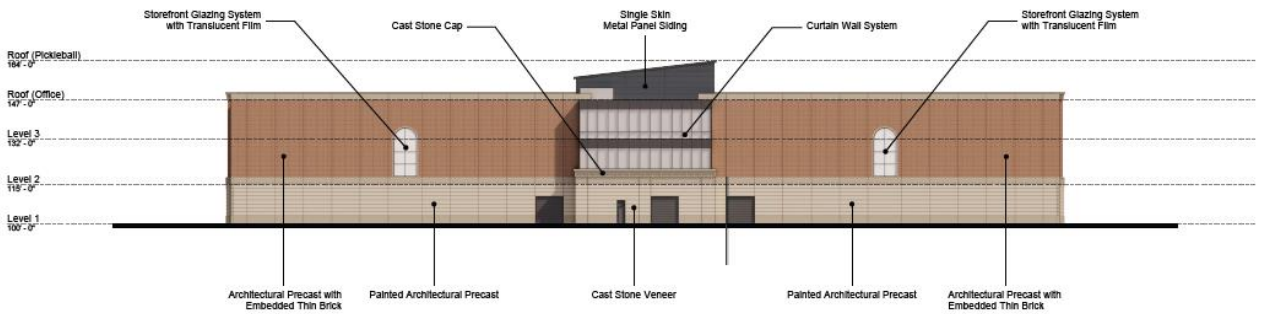 Storefront Glazing System
with Translucent Film
Cast Stone Cap
Single Skin
Metal Panel Siding
Curtain Wall System
Storefront Glazing System
with Translucent Film
Roof (Pickleball)
164' - 0"
Roof (Office)
147' - 0"
Level 3
132' - 0"
Level 2
115' - 0"
Level 1
100' - 0"
Architectural Precast with
Embedded Thin Brick
Painted Architectural Precast
Cast Stone Veneer
Painted Architectural Precast
Architectural Precast with
Embedded Thin Brick